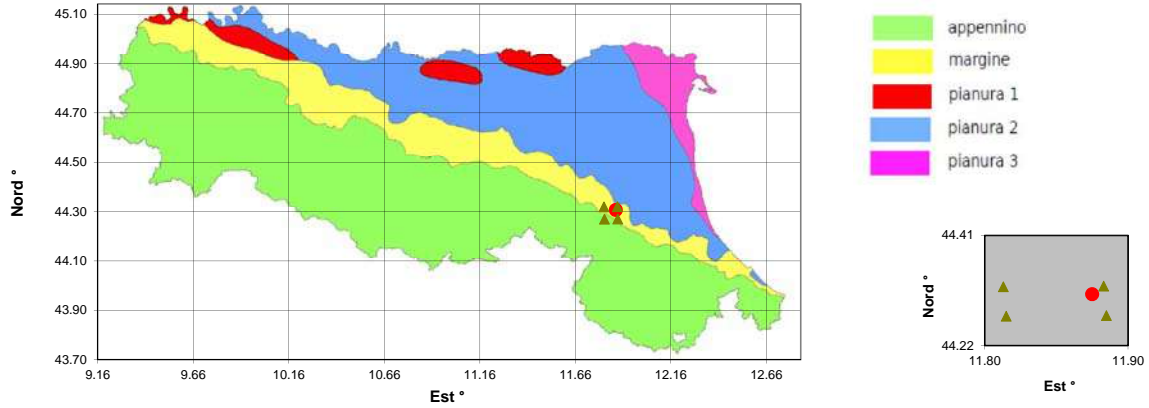 45.10
44.90
44.70
44.50
44.30
44.10
43.90
43.70
Nord °
9.16 9.66 10.16 10.66 11.16 11.66 12.16 12.66
Est °
appennino
margine
pianura 1
pianura 2
pianura 3
44.41
44.22
Nord °
11.80 11.90
Est °